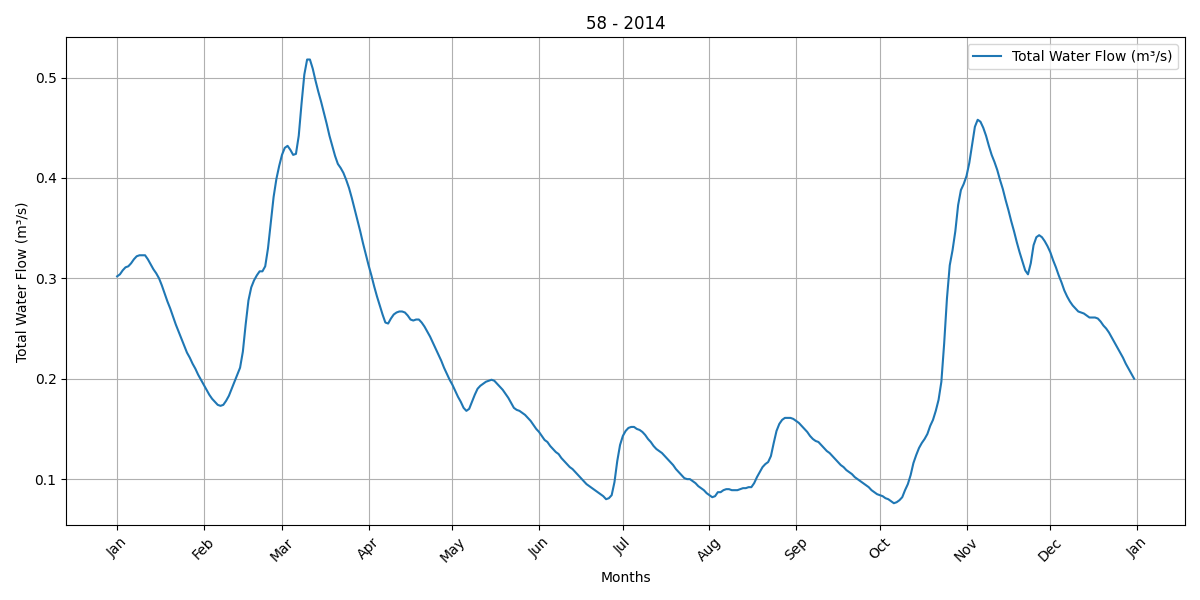 58 - 2014
Total Water Flow (m³/s)
Total Water Flow (m³/s)
0.5
0.4
0.3
0.2
0.1
Jan Feb Mar Apr May Jun Jul Aug Sep Oct Nov Dec Jan
Months